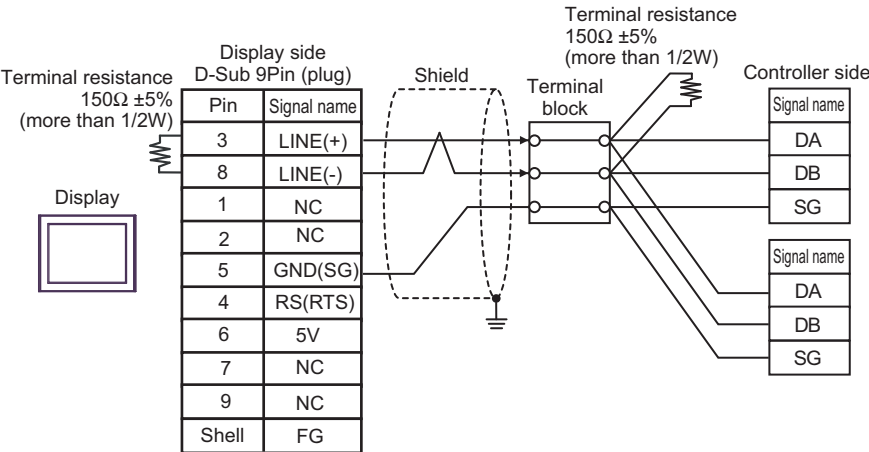 Terminal resistance
150Ω ±5%
(more than 1/2W)
Display side
D-Sub 9Pin (plug)
Terminal resistance
150Ω ±5%
(more than 1/2W)
Shield
Terminal
block
Controller side
Display
Pin Signal name
3 LINE(+)
8 LINE(-)
1 NC
2 NC
5 GND(SG)
4 RS(RTS)
6 5V
7 NC
9 NC
Shell FG
Signal name
DA
DB
SG
Signal name
DA
DB
SG